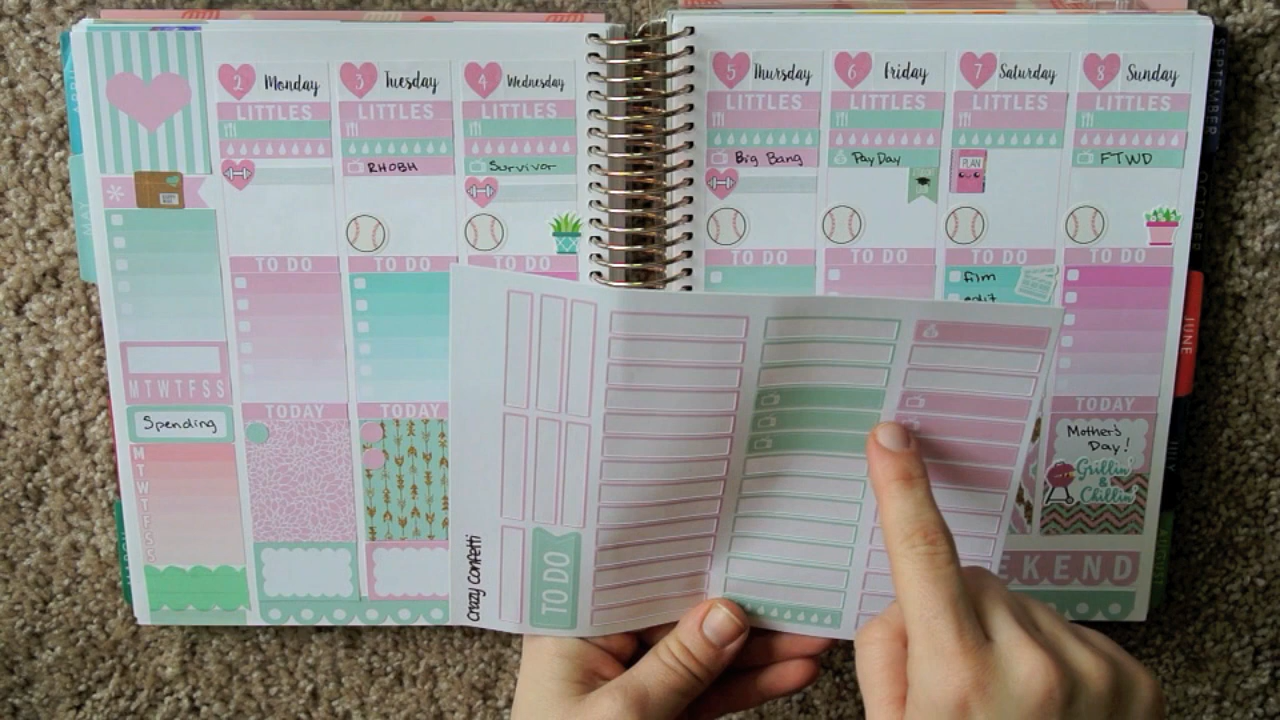 2 Monday
3 Tuesday
4 Wednesday
5 Thursday
6 Friday
7 Saturday
8 Sunday
LITTLES
LITTLES
LITTLES
LITTLES
LITTLES
LITTLES
LITTLES
RHOBH
Survivor
Big Bang
Pay Day
PLAN
FTWD
TO DO
TO DO
TO DO
TO DO
TO DO
TO DO
TO DO
film
edit
M T W T F S S
Spending
M
T
W
T
F
S
S
TODAY
TODAY
TODAY
Mother's
Day!
Grillin'
&
Chillin'
EKEND
Crazy Confetti
TO DO
MAY
JUNE
JULY
AUGUST
SEPTEMBER
OCTOBER